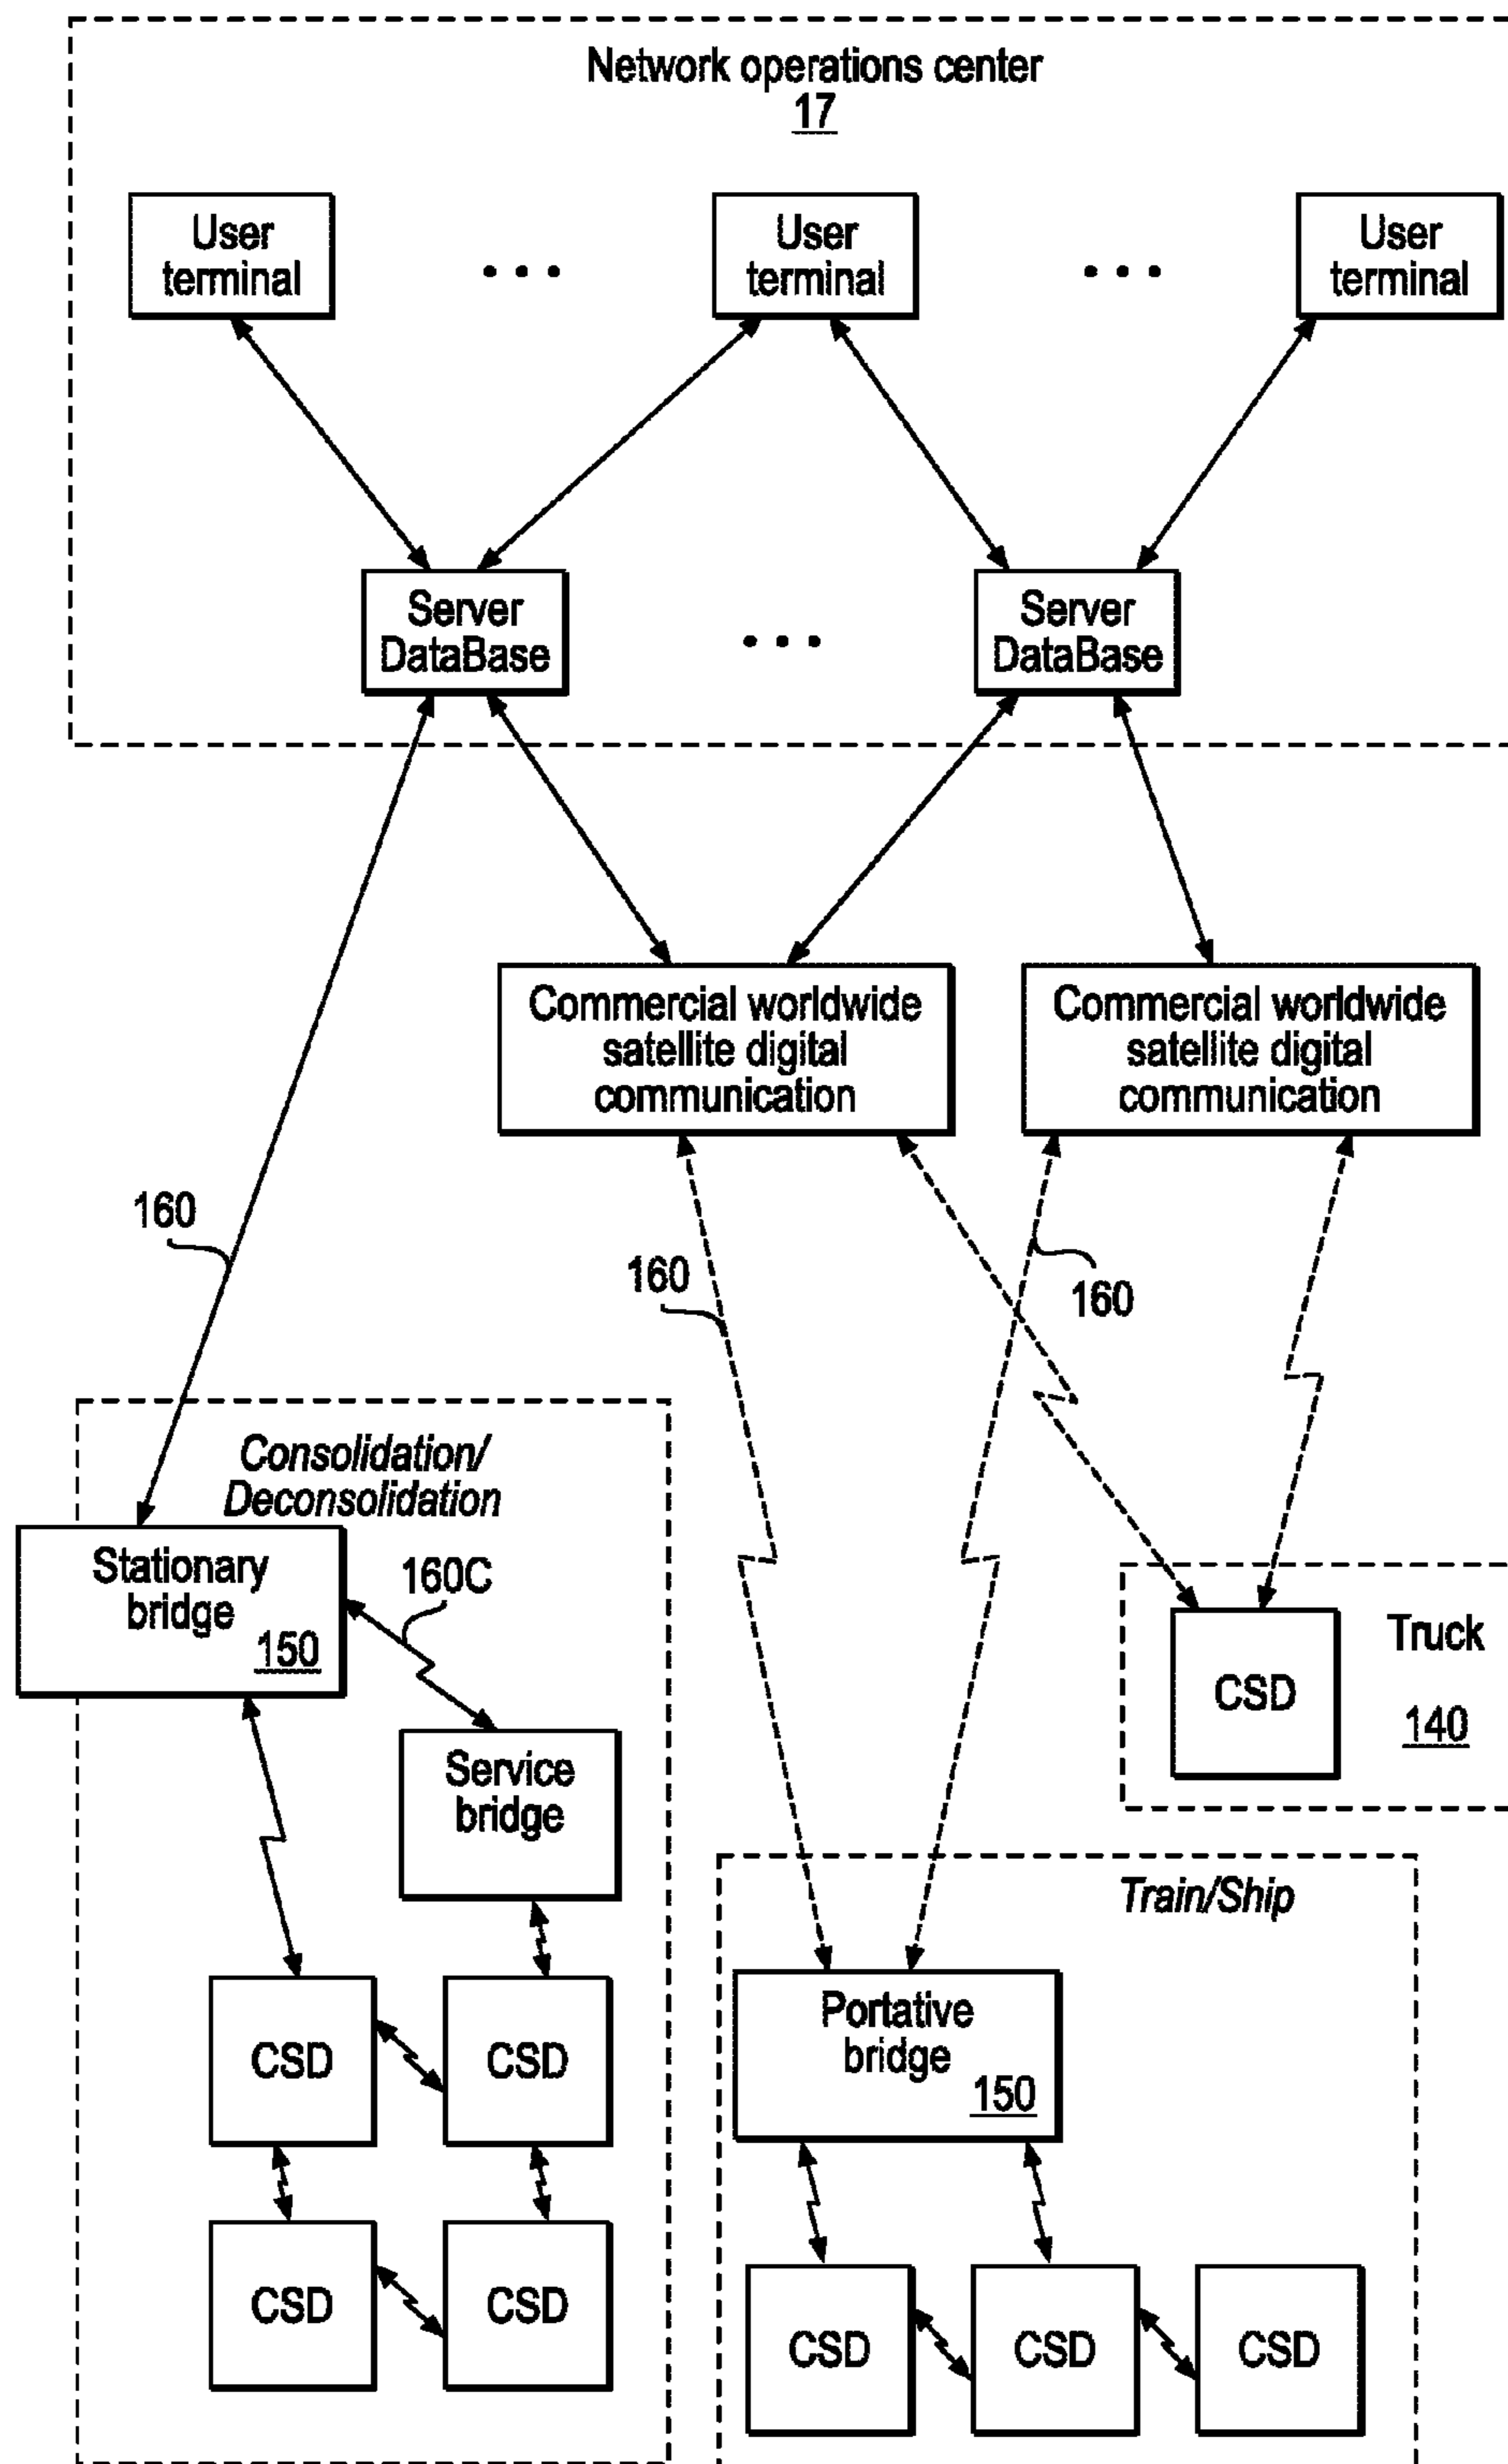 Network operations center
17
User
terminal
...
User
terminal
...
User
terminal
Server
DataBase
...
Server
DataBase
Commercial worldwide
satellite digital
communication
Commercial worldwide
satellite digital
communication
160
160
160
Consolidation/
Deconsolidation
Stationary
bridge
150
160C
Service
bridge
CSD
CSD
CSD
CSD
Truck
CSD
140
Train/Ship
Portative
bridge
150
CSD
CSD
CSD